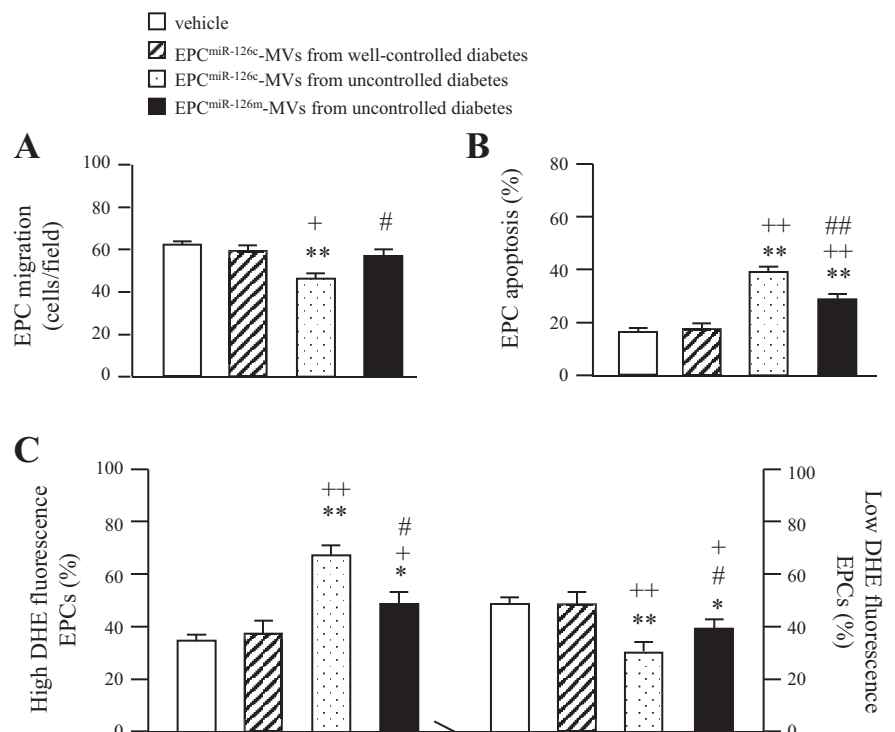 vehicle
EPCmiR-126c-MVs from well-controlled diabetes
EPCmiR-126c-MVs from uncontrolled diabetes
EPCmiR-126m-MVs from uncontrolled diabetes
A
EPC migration
(cells/field)
100
80
60
40
20
0
+
**
#
B
EPC apoptosis (%)
80
60
40
20
0
++
**
##
++
**
C
High DHE fluorescence
EPCs (%)
100
80
60
40
20
0
++
**
#
+
*
++
**
+
#
*
100
80
60
40
20
0
Low DHE fluorescence
EPCs (%)